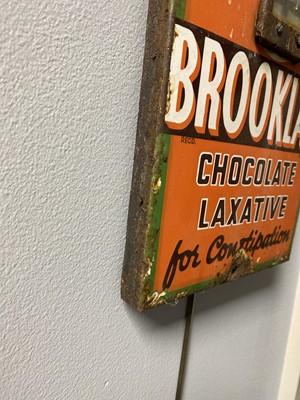 BROOKLA
REGD.
CHOCOLATE
LAXATIVE
for Constipation